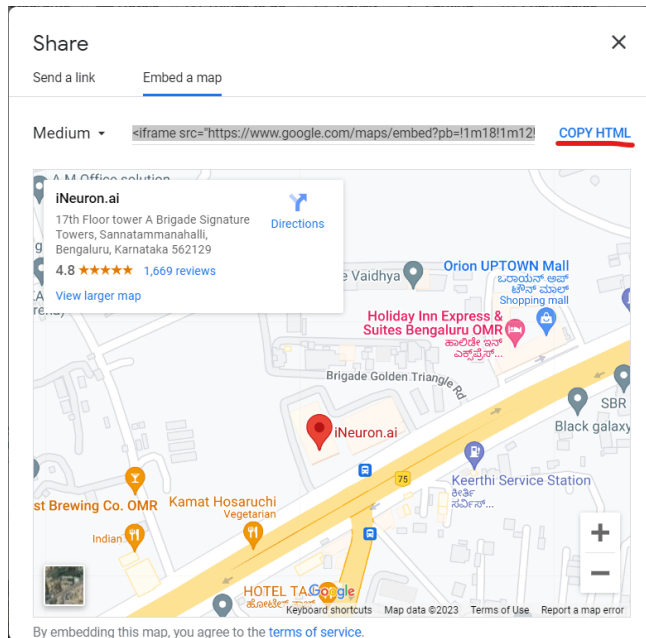 Share
Send a link
Embed a map
Medium
<iframe src="https://www.google.com/maps/embed?pb=!1m18!1m12!
COPY HTML
A M Office solution
iNeuron.ai
17th Floor tower A Brigade Signature
Towers, Sannatammanahalli,
Bengaluru, Karnataka 562129
4.8 1,669 reviews
View larger map
Directions
e Vaidhya
Orion UPTOWN Mall
ಒರಾಯನ್ ಅಪ್
ಟೌನ್ ಮಾಲ್
Shopping mall
Holiday Inn Express &
Suites Bengaluru OMR
ಹಾಲಿಡೇ ಇನ್
ಎಕ್ಸ್‌ಪ್ರೆಸ್...
Brigade Golden Triangle Rd
SBR
Black galaxy
iNeuron.ai
75
Keerthi Service Station
ಕೀರ್ತಿ
ಸರ್ವಿಸ್...
st Brewing Co. OMR
Kamat Hosaruchi
Vegetarian
Indian
HOTEL TA
ಹೋಟೆಲ್
Google
Keyboard shortcuts
Map data ©2023
Terms of Use
Report a map error
By embedding this map, you agree to the terms of service.